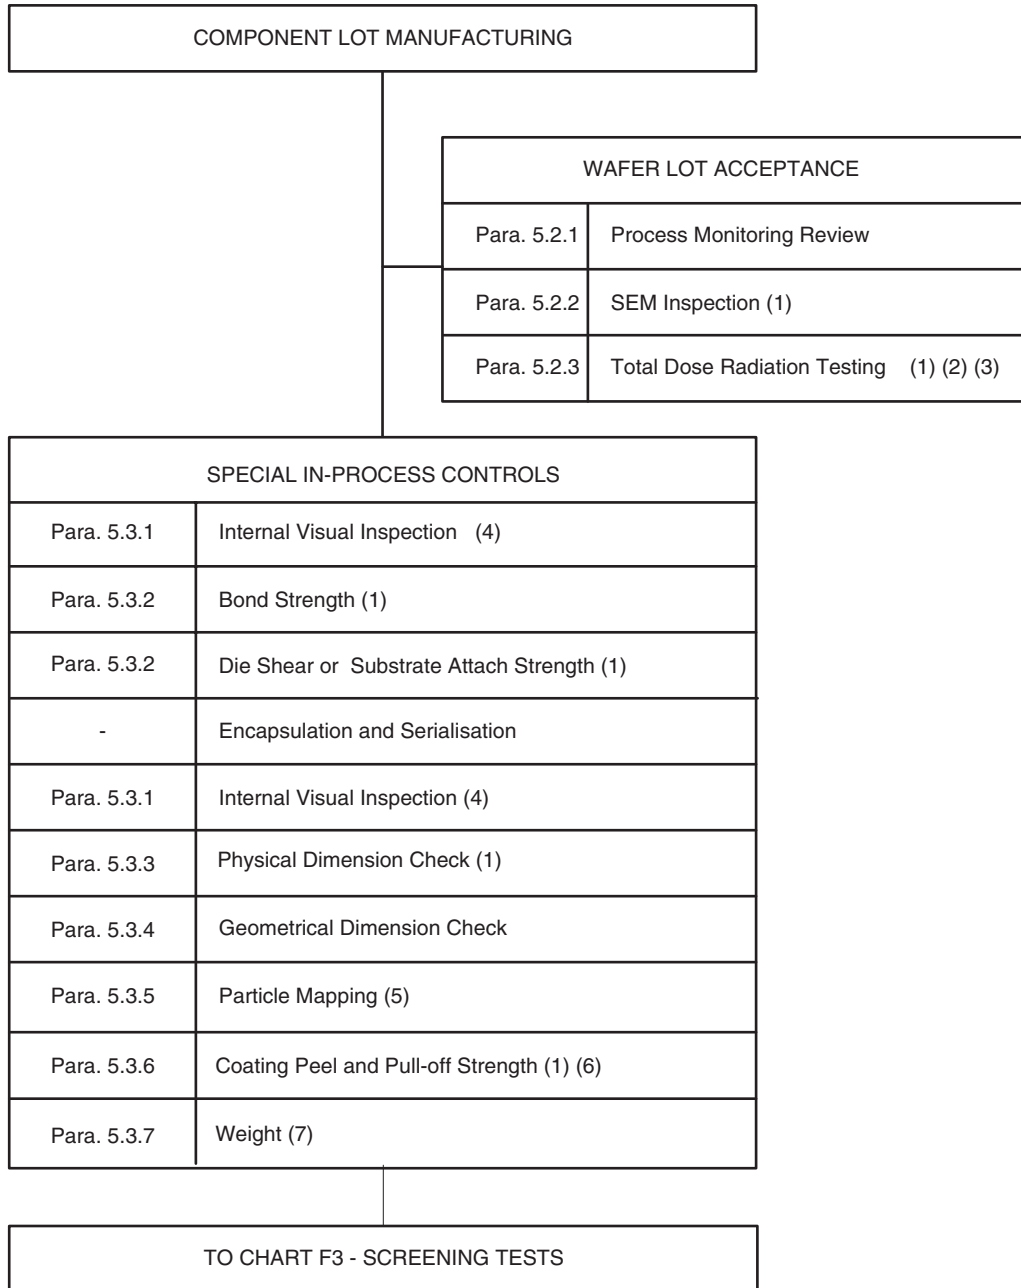 COMPONENT LOT MANUFACTURING
WAFER LOT ACCEPTANCE
Para. 5.2.1 Process Monitoring Review
Para. 5.2.2 SEM Inspection (1)
Para. 5.2.3 Total Dose Radiation Testing (1) (2) (3)
SPECIAL IN-PROCESS CONTROLS
Para. 5.3.1 Internal Visual Inspection (4)
Para. 5.3.2 Bond Strength (1)
Para. 5.3.2 Die Shear or Substrate Attach Strength (1)
- Encapsulation and Serialisation
Para. 5.3.1 Internal Visual Inspection (4)
Para. 5.3.3 Physical Dimension Check (1)
Para. 5.3.4 Geometrical Dimension Check
Para. 5.3.5 Particle Mapping (5)
Para. 5.3.6 Coating Peel and Pull-off Strength (1) (6)
Para. 5.3.7 Weight (7)
TO CHART F3 - SCREENING TESTS